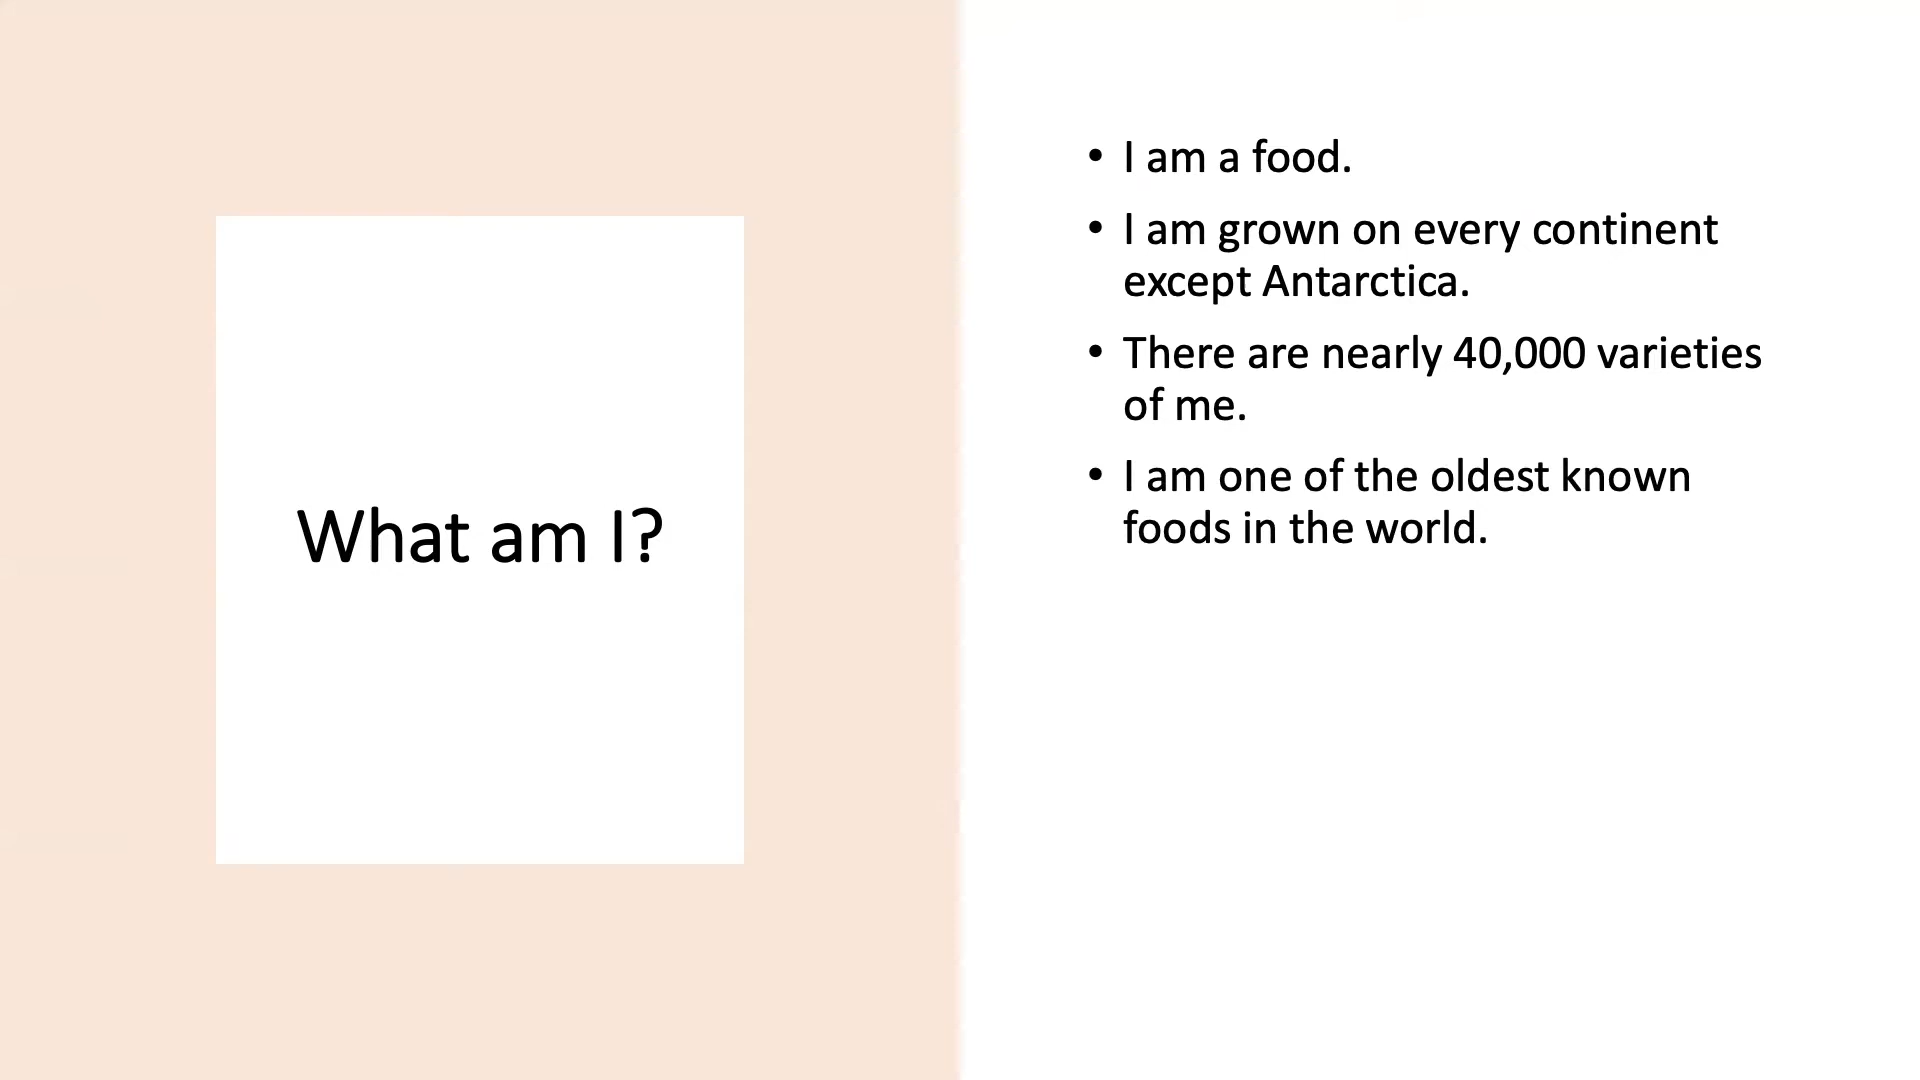 What am I?
• I am a food.
• I am grown on every continent
except Antarctica.
• There are nearly 40,000 varieties
of me.
• I am one of the oldest known
foods in the world.